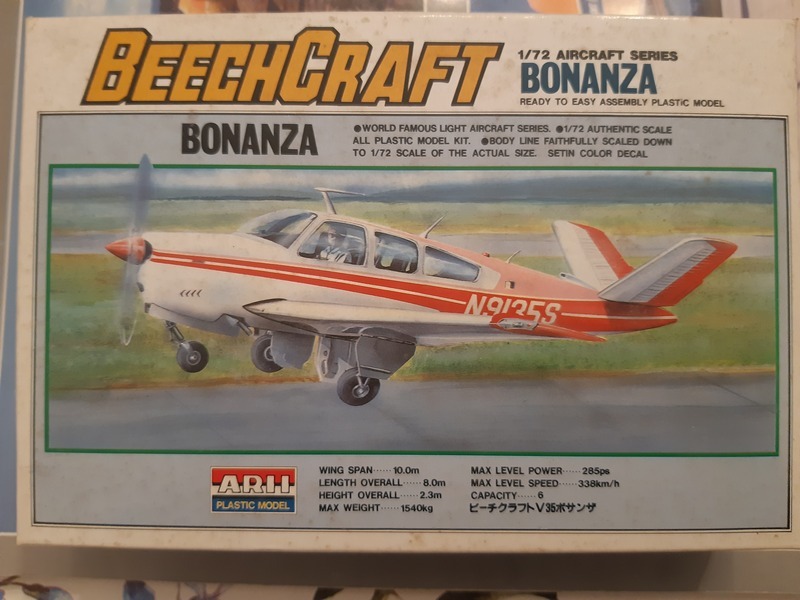 BEECHCRAFT
1/72 AIRCRAFT SERIES
BONANZA
READY TO EASY ASSEMBLY PLASTIC MODEL
BONANZA
●WORLD FAMOUS LIGHT AIRCRAFT SERIES. ●1/72 AUTHENTIC SCALE
ALL PLASTIC MODEL KIT. ●BODY LINE FAITHFULLY SCALED DOWN
TO 1/72 SCALE OF THE ACTUAL SIZE. SETIN COLOR DECAL
N9135S
ARII
PLASTIC MODEL
WING SPAN······10.0m
LENGTH OVERALL······8.0m
HEIGHT OVERALL······2.3m
MAX WEIGHT······1540kg
MAX LEVEL POWER······285ps
MAX LEVEL SPEED······338km/h
CAPACITY······6
ビーチクラフトV35ボサンザ